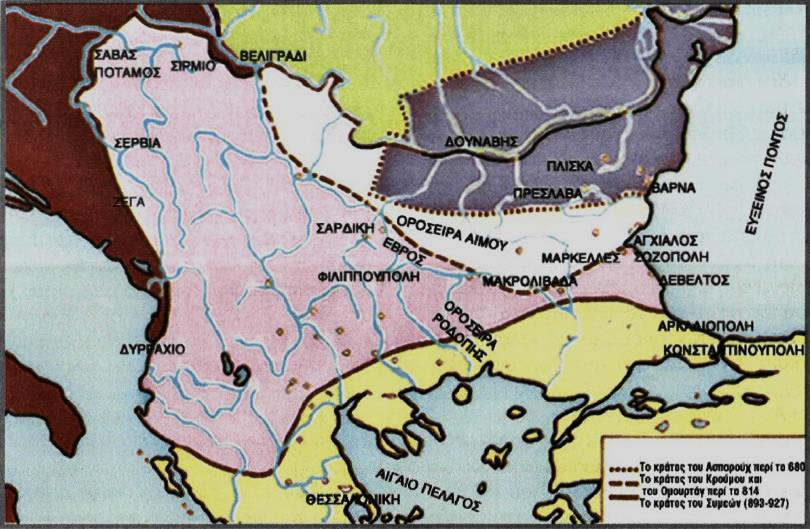 ΣΑΒΑΣ
ΠΟΤΑΜΟΣ
ΣΙΡΜΙΟ
ΒΕΛΙΓΡΑΔΙ
ΣΕΡΒΙΑ
ΖΕΓΑ
ΔΟΥΝΑΒΗΣ
ΠΛΙΣΚΑ
ΠΡΕΣΛΑΒΑ
ΒΑΡΝΑ
ΕΥΞΕΙΝΟΣ ΠΟΝΤΟΣ
ΣΑΡΔΙΚΗ
ΟΡΟΣΕΙΡΑ ΑΙΜΟΥ
ΕΒΡΟΣ
ΜΑΡΚΕΛΛΕΣ
ΑΓΧΙΑΛΟΣ
ΣΩΖΟΠΟΛΗ
ΦΙΛΙΠΠΟΥΠΟΛΗ
ΜΑΚΡΟΛΙΒΑΔΑ
ΔΕΒΕΛΤΟΣ
ΟΡΟΣΕΙΡΑ
ΡΟΔΟΠΗΣ
ΑΡΚΑΔΙΟΠΟΛΗ
ΔΥΡΡΑΧΙΟ
ΚΩΝΣΤΑΝΤΙΝΟΥΠΟΛΗ
ΑΙΓΑΙΟ ΠΕΛΑΓΟΣ
ΘΕΣΣΑΛΟΝΙΚΗ
Το κράτος του Ασπαρούχ περί τα 680
Το κράτος του Κρούμου και
του Ομουρτάγ περί τα 814
Το κράτος του Συμεών (893-927)